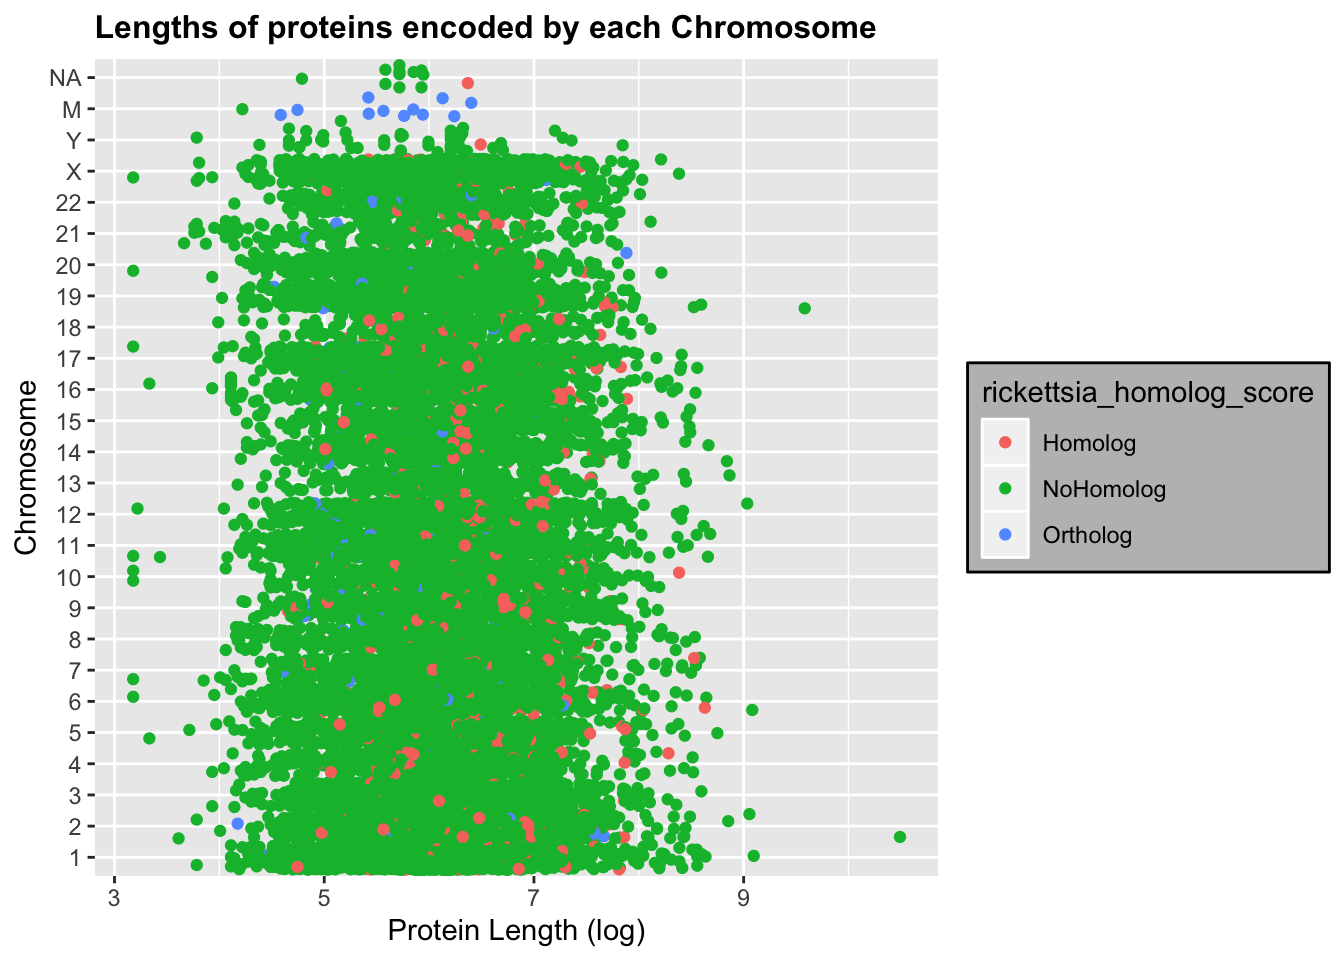 Lengths of proteins encoded by each Chromosome
NA
M
Y
X
22
21
20
19
18
17
16
15
14
13
12
11
10
9
8
7
6
5
4
3
2
1
Chromosome
3 5 7 9
Protein Length (log)
rickettsia_homolog_score
Homolog
NoHomolog
Ortholog